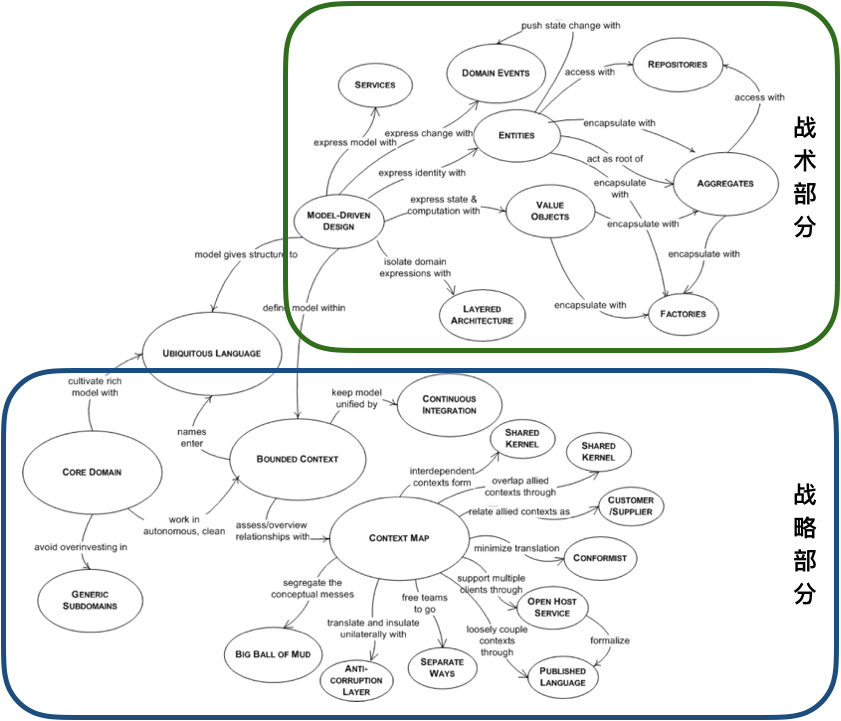 push state change with
DOMAIN EVENTS
REPOSITORIES
SERVICES
access with
access with
express change with
ENTITIES
encapsulate with
express model with
act as root of
express identity with
encapsulate
with
AGGREGATES
战
术
部
分
MODEL-DRIVEN
DESIGN
express state &
computation with
VALUE
OBJECTS
encapsulate with
model gives structure to
isolate domain
expressions with
encapsulate with
define model within
LAYERED
ARCHITECTURE
encapsulate with
FACTORIES
UBIQUITOUS LANGUAGE
cultivate rich
model with
keep model
unified by
CONTINUOUS
INTEGRATION
names
enter
SHARED
KERNEL
SHARED
KERNEL
CORE DOMAIN
BOUNDED CONTEXT
interdependent
contexts form
overlap allied
contexts through
战
略
部
分
work in
autonomous, clean
assess/overview
relationships with
relate allied contexts as
CUSTOMER
/SUPPLIER
CONTEXT MAP
avoid overinvesting in
minimize translation
CONFORMIST
GENERIC
SUBDOMAINS
segregate the
conceptual messes
support multiple
clients through
free teams
to go
OPEN HOST
SERVICE
translate and insulate
unilaterally with
loosely couple
contexts
through
formalize
BIG BALL OF MUD
ANTI-
CORRUPTION
LAYER
SEPARATE
WAYS
PUBLISHED
LANGUAGE